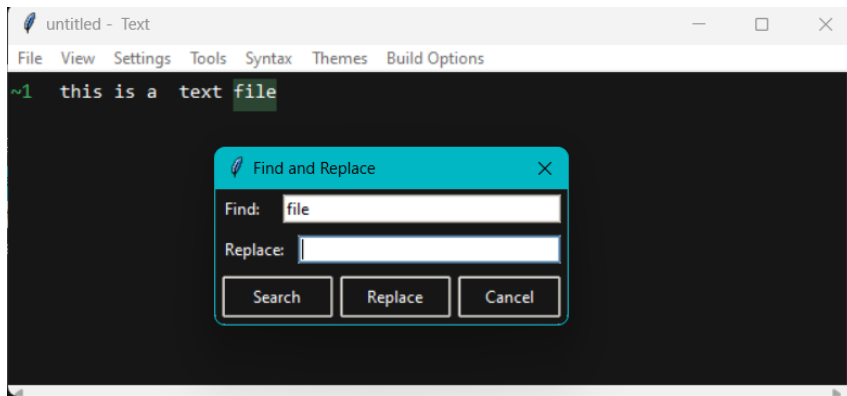 untitled - Text
File View Settings Tools Syntax Themes Build Options
~1 this is a  text file
Find and Replace
Find: file
Replace:
Search Replace Cancel